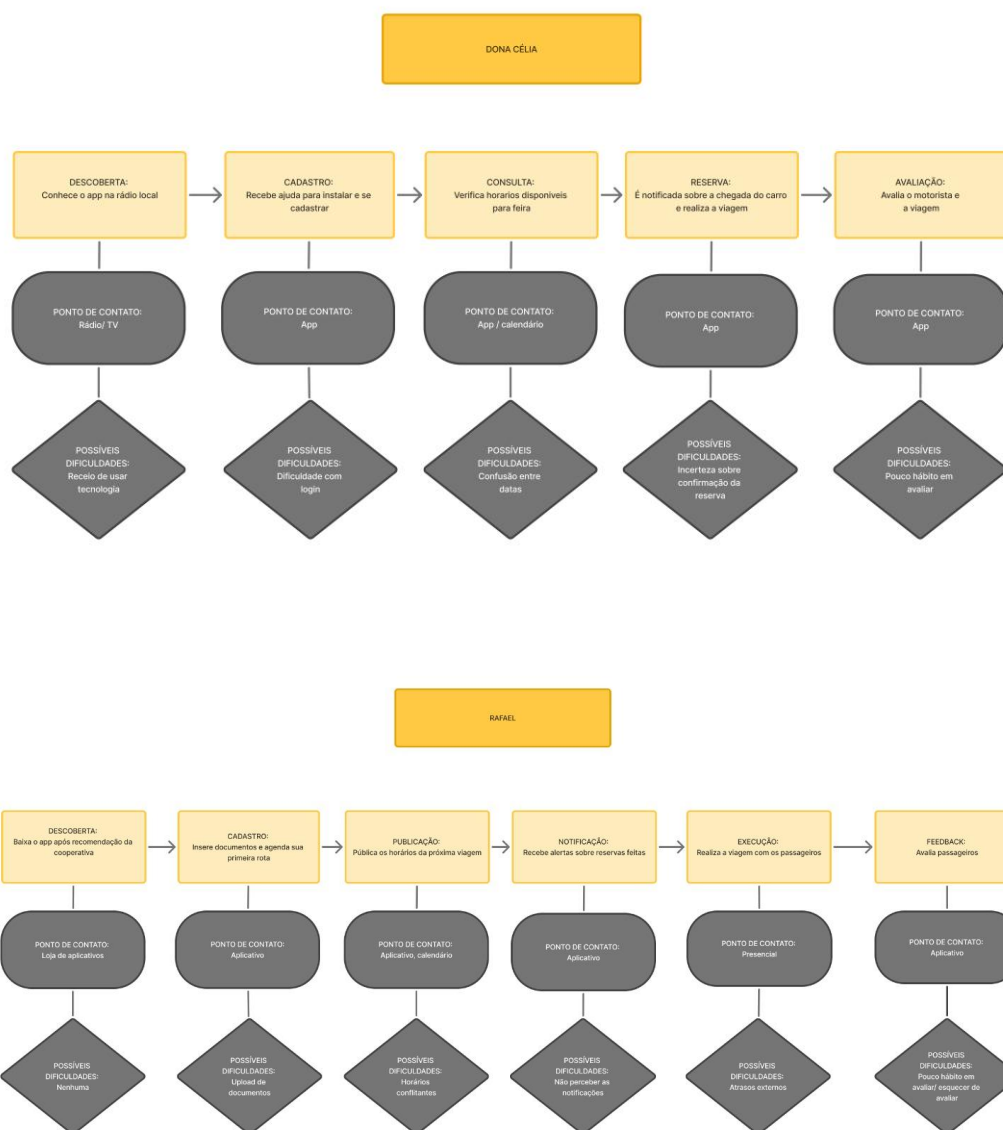 DONA CÉLIA
DESCOBERTA:
Conhece o app na rádio local
CADASTRO:
Recebe ajuda para instalar e se
cadastrar
CONSULTA:
Verifica horarios disponiveis
para feira
RESERVA:
É notificada sobre a chegada do carro
e realiza a viagem
AVALIAÇÃO:
Avalia o motorista e
a viagem
PONTO DE CONTATO:
Rádio/ TV
PONTO DE CONTATO:
App
PONTO DE CONTATO:
App / calendário
PONTO DE CONTATO:
App
PONTO DE CONTATO:
App
POSSÍVEIS
DIFICULDADES:
Receio de usar
tecnologia
POSSÍVEIS
DIFICULDADES:
Dificuldade com
login
POSSÍVEIS
DIFICULDADES:
Confusão entre
datas
POSSÍVEIS
DIFICULDADES:
Incerteza sobre
confirmação da
reserva
POSSÍVEIS
DIFICULDADES:
Pouco hábito em
avaliar
RAFAEL
DESCOBERTA:
Baixa o app após recomendação da
cooperativa
CADASTRO:
Insere documentos e agenda sua
primeira rota
PUBLICAÇÃO:
Pública os horários da próxima viagem
NOTIFICAÇÃO:
Recebe alertas sobre reservas feitas
EXECUÇÃO:
Realiza a viagem com os passageiros
FEEDBACK:
Avalia passageiros
PONTO DE CONTATO:
Loja de aplicativos
PONTO DE CONTATO:
Aplicativo
PONTO DE CONTATO:
Aplicativo, calendário
PONTO DE CONTATO:
Aplicativo
PONTO DE CONTATO:
Presencial
PONTO DE CONTATO:
Aplicativo
POSSÍVEIS
DIFICULDADES:
Nenhuma
POSSÍVEIS
DIFICULDADES:
Upload de
documentos
POSSÍVEIS
DIFICULDADES:
Horários
conflitantes
POSSÍVEIS
DIFICULDADES:
Não perceber as
notificações
POSSÍVEIS
DIFICULDADES:
Atrasos externos
POSSÍVEIS
DIFICULDADES:
Pouco hábito em
avaliar/ esquecer de
avaliar